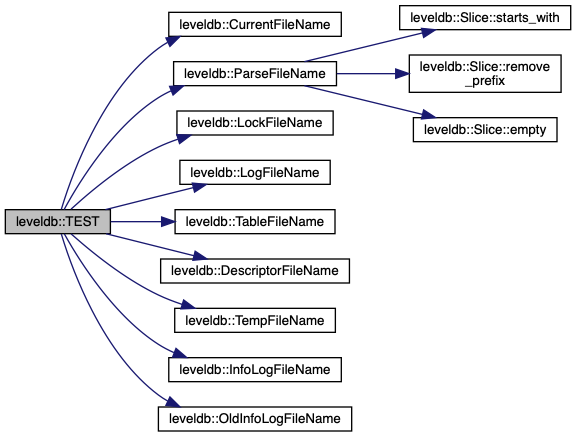 leveldb::CurrentFileName
leveldb::Slice::starts_with
leveldb::ParseFileName
leveldb::Slice::remove
_prefix
leveldb::LockFileName
leveldb::Slice::empty
leveldb::LogFileName
leveldb::TEST
leveldb::TableFileName
leveldb::DescriptorFileName
leveldb::TempFileName
leveldb::InfoLogFileName
leveldb::OldInfoLogFileName